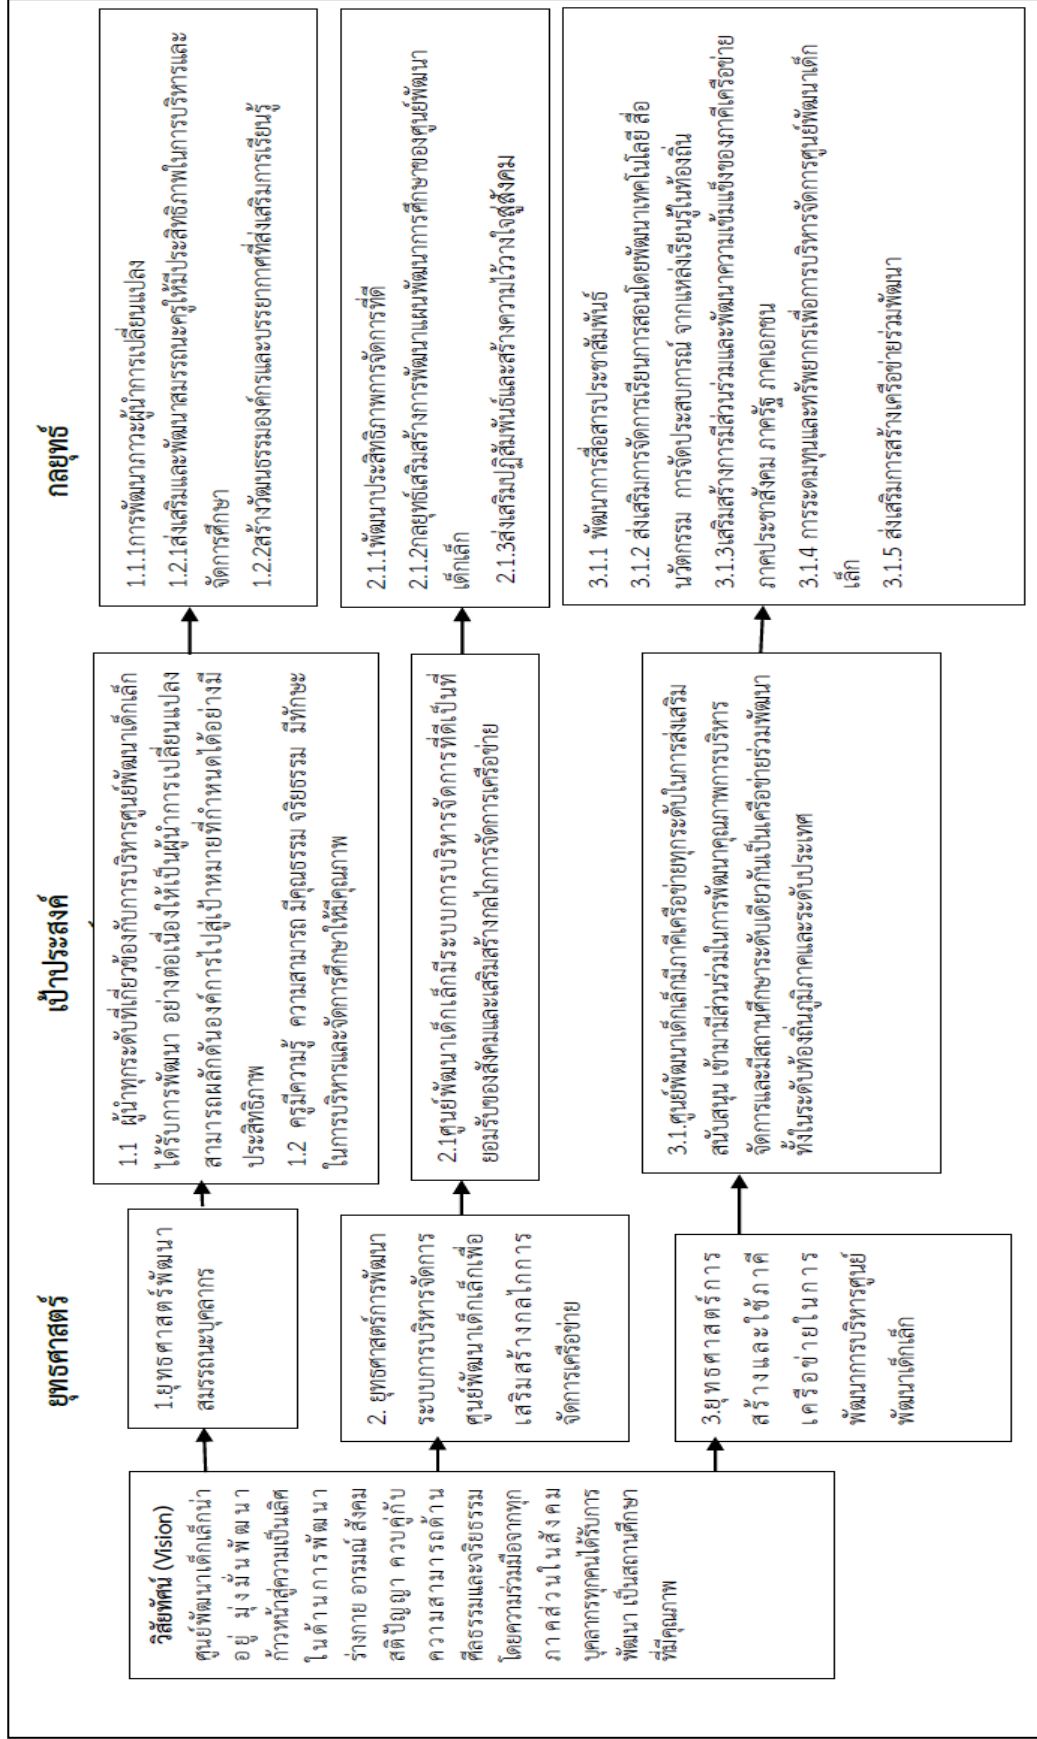 ยุทธศาสตร์
เป้าประสงค์
กลยุทธ์
วิสัยทัศน์ (Vision)
ศูนย์พัฒนาเด็กเล็กน่า
อยู่ มุ่งมั่นพัฒนา
ก้าวหน้าสู่ความเป็นเลิศ
ในด้านการพัฒนา
ร่างกาย อารมณ์ สังคม
สติปัญญา ควบคู่กับ
ความสามารถด้าน
ศีลธรรมและจริยธรรม
โดยความร่วมมือจากทุก
ภาคส่วนในสังคม
บุคลากรทุกคนได้รับการ
พัฒนา เป็นสถานศึกษา
ที่มีคุณภาพ
1.ยุทธศาสตร์พัฒนา
สมรรถนะบุคลากร
1.1 ผู้นำทุกระดับที่เกี่ยวข้องกับการบริหารศูนย์พัฒนาเด็กเล็ก
ได้รับการพัฒนา อย่างต่อเนื่องให้เป็นผู้นำการเปลี่ยนแปลง
สามารถผลักดันองค์การไปสู่เป้าหมายที่กำหนดได้อย่างมี
ประสิทธิภาพ
1.2 ครูมีความรู้ ความสามารถ มีคุณธรรม จริยธรรม มีทักษะ
ในการบริหารและจัดการศึกษาให้มีคุณภาพ
1.1.1การพัฒนาภาวะผู้นำการเปลี่ยนแปลง
1.2.1ส่งเสริมและพัฒนาสมรรถนะครูให้มีประสิทธิภาพในการบริหารและ
จัดการศึกษา
1.2.2สร้างวัฒนธรรมองค์กรและบรรยากาศที่ส่งเสริมการเรียนรู้
2. ยุทธศาสตร์การพัฒนา
ระบบการบริหารจัดการ
ศูนย์พัฒนาเด็กเล็กเพื่อ
เสริมสร้างกลไกการ
จัดการเครือข่าย
2.1ศูนย์พัฒนาเด็กเล็กมีระบบการบริหารจัดการที่ดีเป็นที่
ยอมรับของสังคมและเสริมสร้างกลไกการจัดการเครือข่าย
2.1.1พัฒนาประสิทธิภาพการจัดการที่ดี
2.1.2กลยุทธ์เสริมสร้างการพัฒนาแผนพัฒนาการศึกษาของศูนย์พัฒนา
เด็กเล็ก
2.1.3ส่งเสริมปฏิสัมพันธ์และสร้างความไว้วางใจสู่สังคม
3.ยุทธศาสตร์การ
สร้างและใช้ภาคี
เครือข่ายในการ
พัฒนาการบริหารศูนย์
พัฒนาเด็กเล็ก
3.1.ศูนย์พัฒนาเด็กเล็กมีภาคีเครือข่ายทุกระดับในการส่งเสริม
สนับสนุน เข้ามามีส่วนร่วมในการพัฒนาคุณภาพการบริหาร
จัดการและมีสถานศึกษาระดับเดียวกันเป็นเครือข่ายร่วมพัฒนา
ทั้งในระดับท้องถิ่นภูมิภาคและระดับประเทศ
3.1.1 พัฒนาการสื่อสารประชาสัมพันธ์
3.1.2 ส่งเสริมการจัดการเรียนการสอนโดยพัฒนาเทคโนโลยี สื่อ
นวัตกรรม การจัดประสบการณ์ จากแหล่งเรียนรู้ในท้องถิ่น
3.1.3เสริมสร้างการมีส่วนร่วมและพัฒนาความเข้มแข็งของภาคีเครือข่าย
ภาคประชาสังคม ภาครัฐ ภาคเอกชน
3.1.4 การระดมทุนและทรัพยากรเพื่อการบริหารจัดการศูนย์พัฒนาเด็ก
เล็ก
3.1.5 ส่งเสริมการสร้างเครือข่ายร่วมพัฒนา